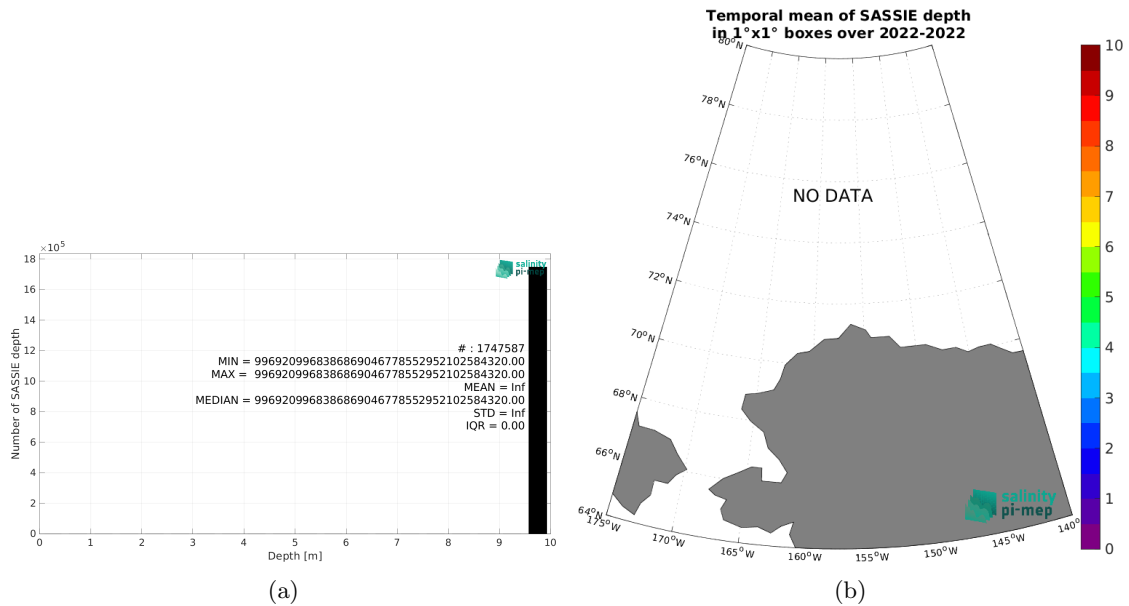 ×10⁵
18
16
14
12
10
8
6
4
2
0
Number of SASSIE depth
salinity
pi-mep
# : 1747587
MIN = 9969209968386869046778552952102584320.00
MAX = 9969209968386869046778552952102584320.00
MEAN = Inf
MEDIAN = 9969209968386869046778552952102584320.00
STD = Inf
IQR = 0.00
0 1 2 3 4 5 6 7 8 9 10
Depth [m]
(a)
Temporal mean of SASSIE depth
in 1°x1° boxes over 2022-2022
80°N
78°N
76°N
74°N
72°N
70°N
68°N
66°N
64°N
NO DATA
175°W
170°W
165°W
160°W
155°W
150°W
145°W
140°
salinity
pi-mep
10
9
8
7
6
5
4
3
2
1
0
(b)